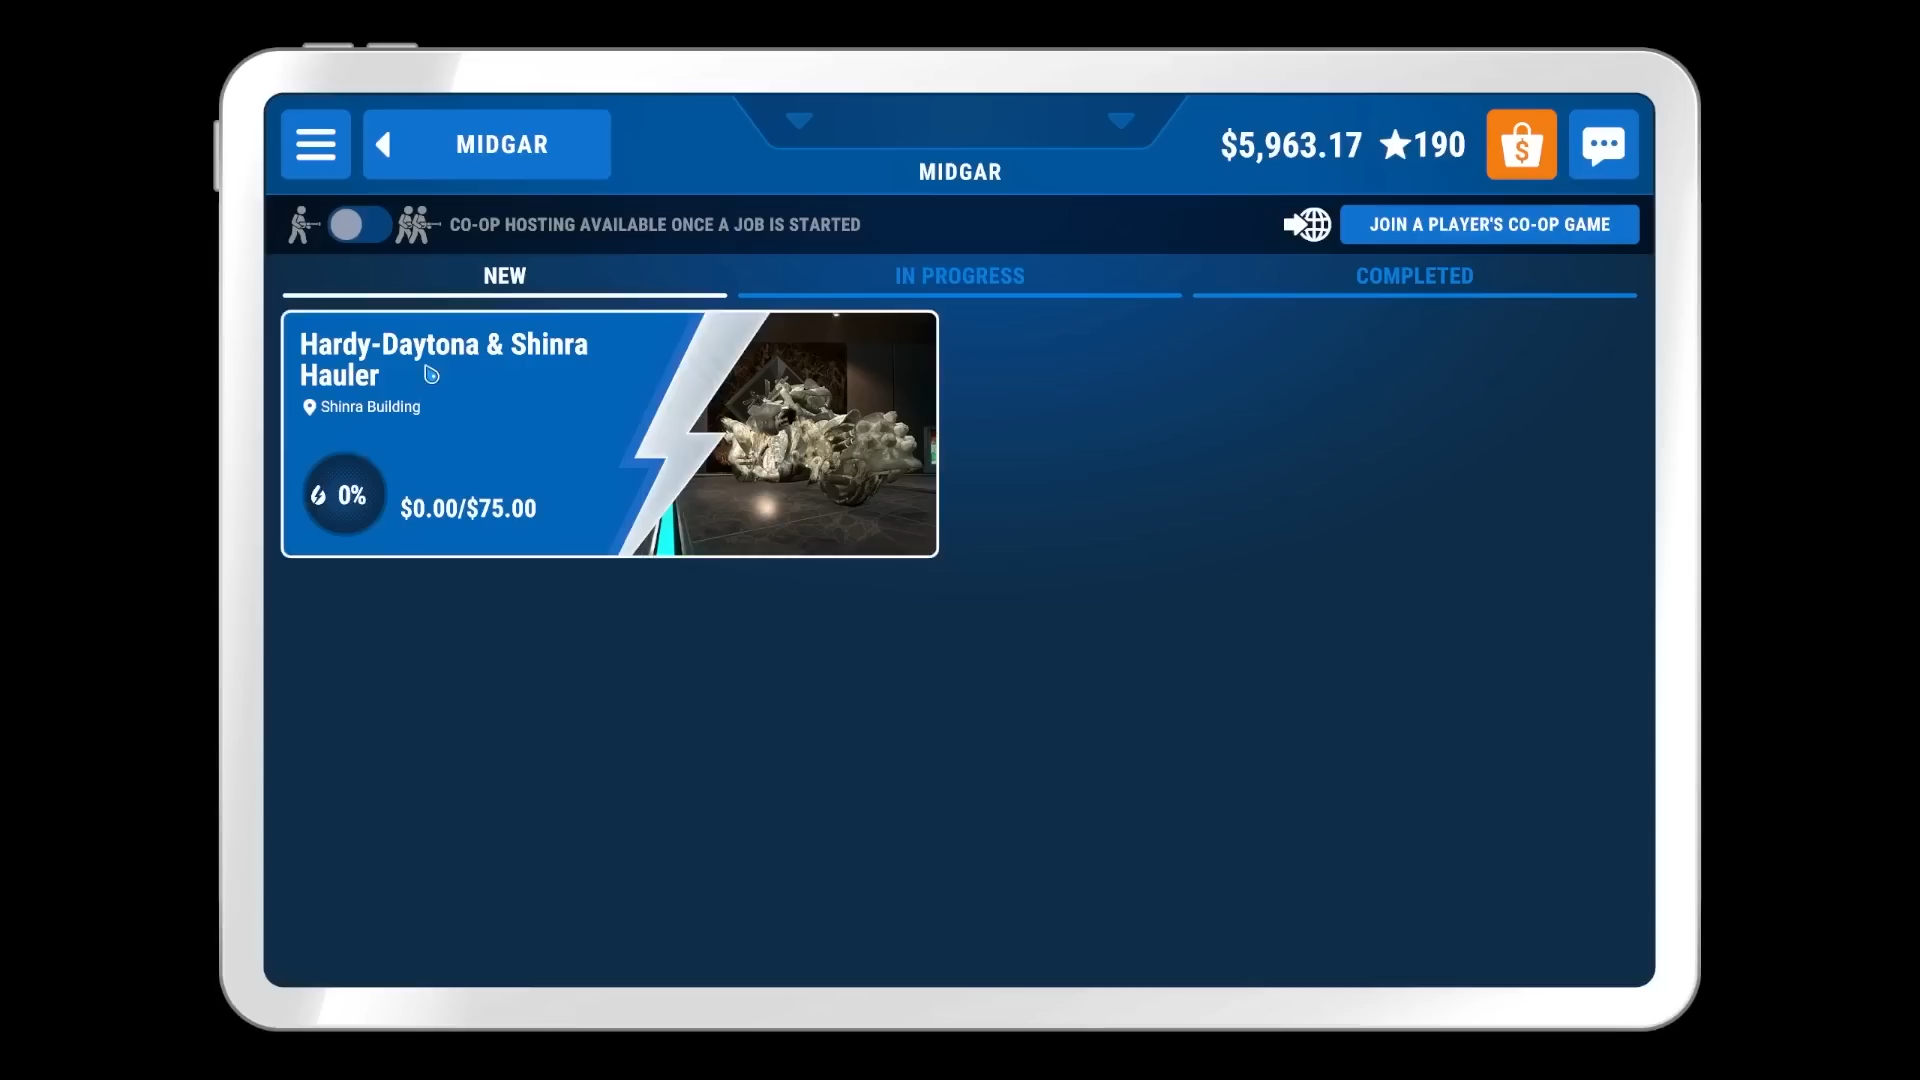 MIDGAR
MIDGAR
$5,963.17 ★190
CO-OP HOSTING AVAILABLE ONCE A JOB IS STARTED
JOIN A PLAYER'S CO-OP GAME
NEW
IN PROGRESS
COMPLETED
Hardy-Daytona & Shinra
Hauler
Shinra Building
0%
$0.00/$75.00